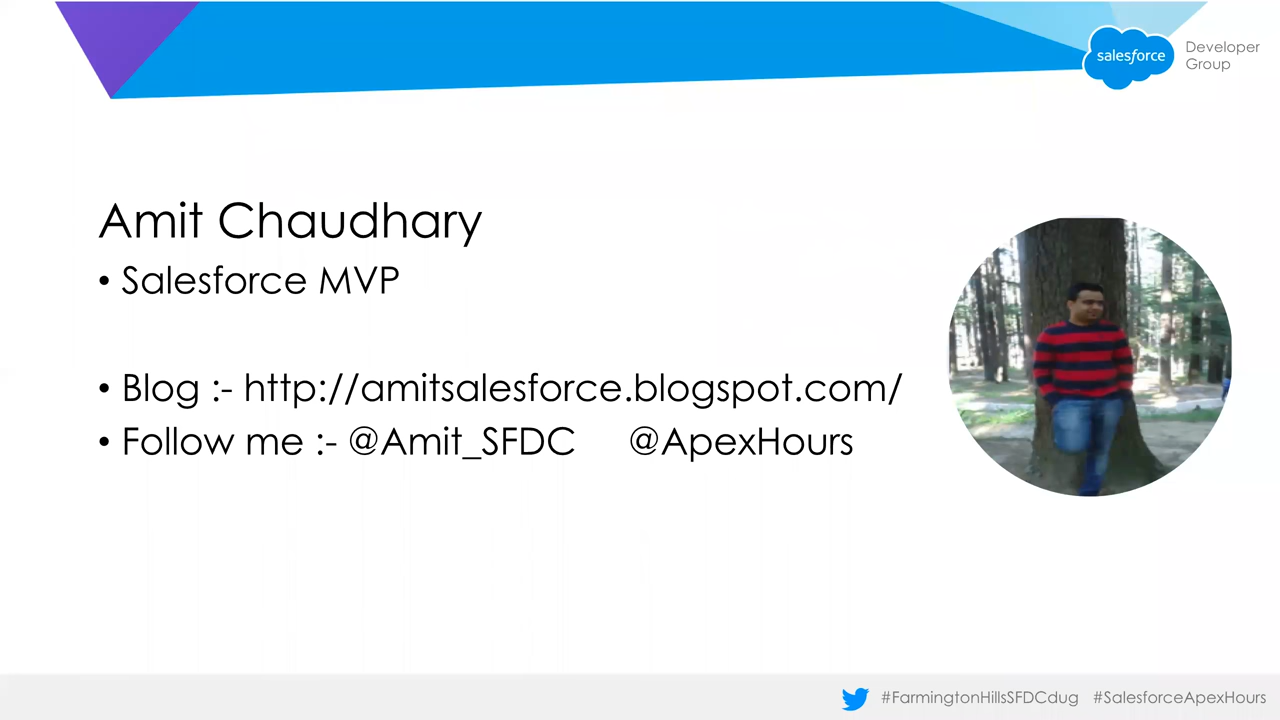 salesforce
Developer
Group
Amit Chaudhary
• Salesforce MVP
• Blog :- http://amitsalesforce.blogspot.com/
• Follow me :- @Amit_SFDC @ApexHours
#FarmingtonHillsSFDCdug #SalesforceApexHours